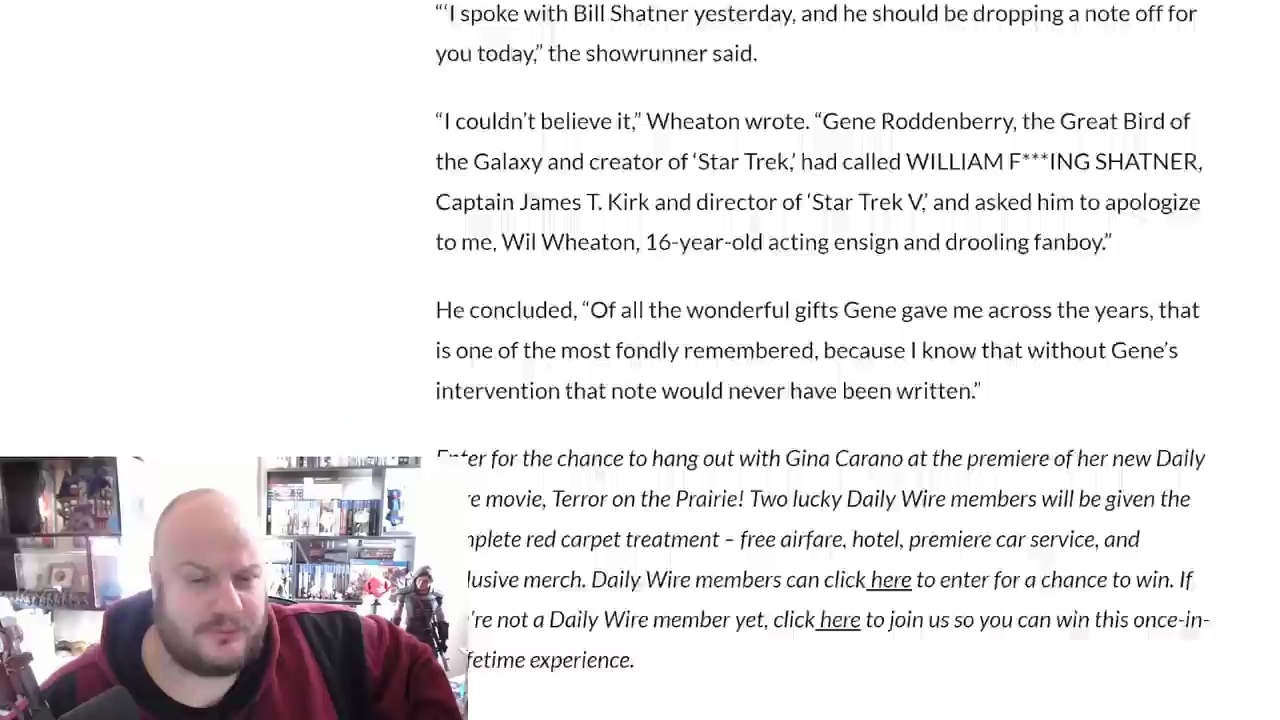 “‘I spoke with Bill Shatner yesterday, and he should be dropping a note off for
you today,” the showrunner said.
“I couldn’t believe it,” Wheaton wrote. “Gene Roddenberry, the Great Bird of
the Galaxy and creator of ‘Star Trek,’ had called WILLIAM F***ING SHATNER,
Captain James T. Kirk and director of ‘Star Trek V,’ and asked him to apologize
to me, Wil Wheaton, 16-year-old acting ensign and drooling fanboy.”
He concluded, “Of all the wonderful gifts Gene gave me across the years, that
is one of the most fondly remembered, because I know that without Gene’s
intervention that note would never have been written.”
Enter for the chance to hang out with Gina Carano at the premiere of her new Daily
re movie, Terror on the Prairie! Two lucky Daily Wire members will be given the
nplete red carpet treatment – free airfare, hotel, premiere car service, and
lusive merch. Daily Wire members can click here to enter for a chance to win. If
’re not a Daily Wire member yet, click here to join us so you can win this once-in-
fetime experience.